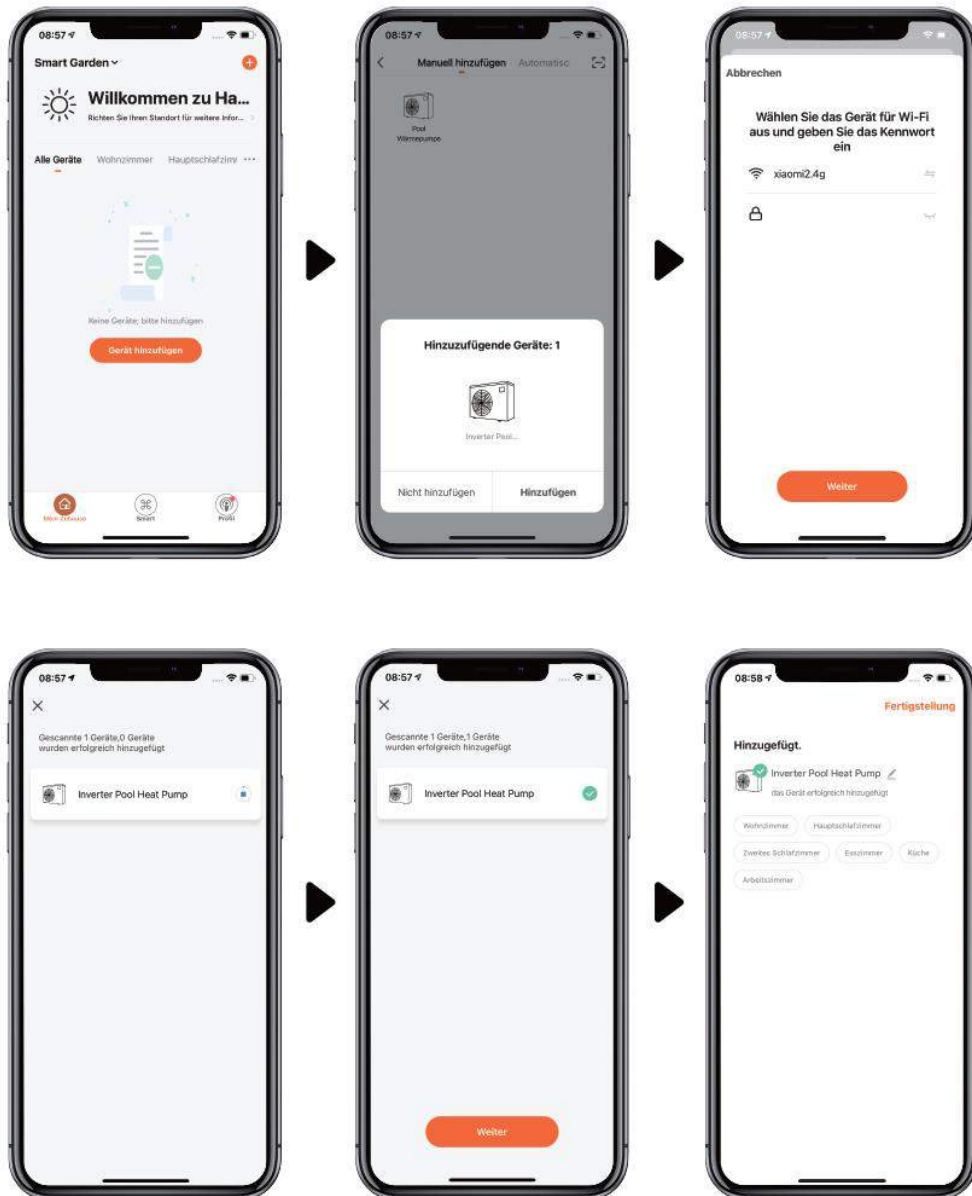 08:57
Smart Garden
Willkommen zu Ha...
Richten Sie Ihren Standort für weitere Infor...
Alle Geräte Wohnzimmer Hauptschlafzim
Keine Geräte, bitte hinzufügen
Gerät hinzufügen
Mein Zuhause Smart Profil
08:57
Manuell hinzufügen Automatisc
Pool
Wärmepumpe
Hinzuzufügende Geräte: 1
Inverter Pool...
Nicht hinzufügen Hinzufügen
08:57
Abbrechen
Wählen Sie das Gerät für Wi-Fi
aus und geben Sie das Kennwort
ein
xiaomi2.4g
Weiter
08:57
Gescannte 1 Geräte,0 Geräte
wurden erfolgreich hinzugefügt
Inverter Pool Heat Pump
08:57
Gescannte 1 Geräte,1 Geräte
wurden erfolgreich hinzugefügt
Inverter Pool Heat Pump
Weiter
08:58
Fertigstellung
Hinzugefügt.
Inverter Pool Heat Pump
das Gerät erfolgreich hinzugefügt
Wohnzimmer Hauptschlafzimmer
Zweites Schlafzimmer Esszimmer Küche
Arbeitszimmer